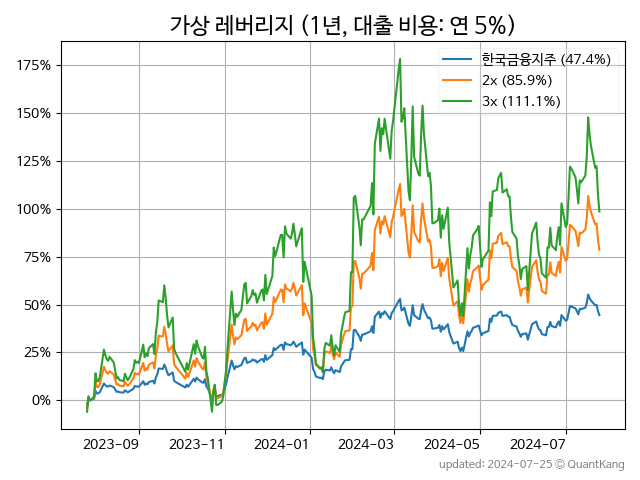 가상 레버리지 (1년, 대출 비용: 연 5%)
한국금융지주 (47.4%)
2x (85.9%)
3x (111.1%)
175%
150%
125%
100%
75%
50%
25%
0%
2023-09
2023-11
2024-01
2024-03
2024-05
2024-07
updated: 2024-07-25 © QuantKang